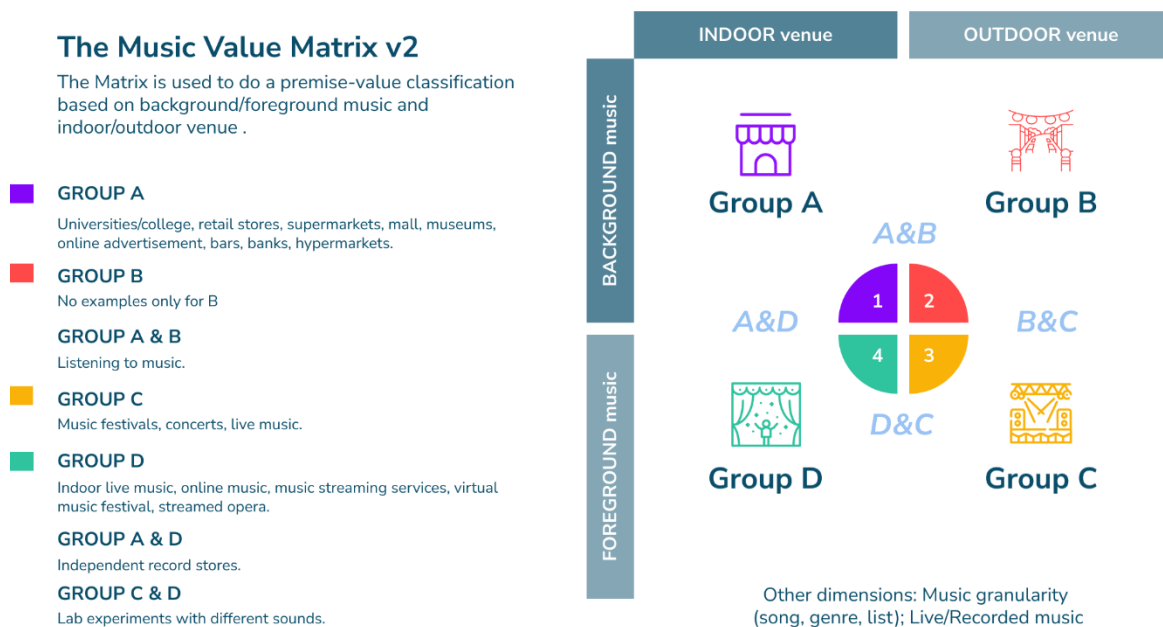 The Music Value Matrix v2
The Matrix is used to do a premise-value classification
based on background/foreground music and
indoor/outdoor venue .
GROUP A
Universities/college, retail stores, supermarkets, mall, museums,
online advertisement, bars, banks, hypermarkets.
GROUP B
No examples only for B
GROUP A & B
Listening to music.
GROUP C
Music festivals, concerts, live music.
GROUP D
Indoor live music, online music, music streaming services, virtual
music festival, streamed opera.
GROUP A & D
Independent record stores.
GROUP C & D
Lab experiments with different sounds.
INDOOR venue
OUTDOOR venue
BACKGROUND music
FOREGROUND music
Group A
Group B
A&B
1
2
A&D
B&C
4
3
D&C
Group D
Group C
Other dimensions: Music granularity
(song, genre, list); Live/Recorded music